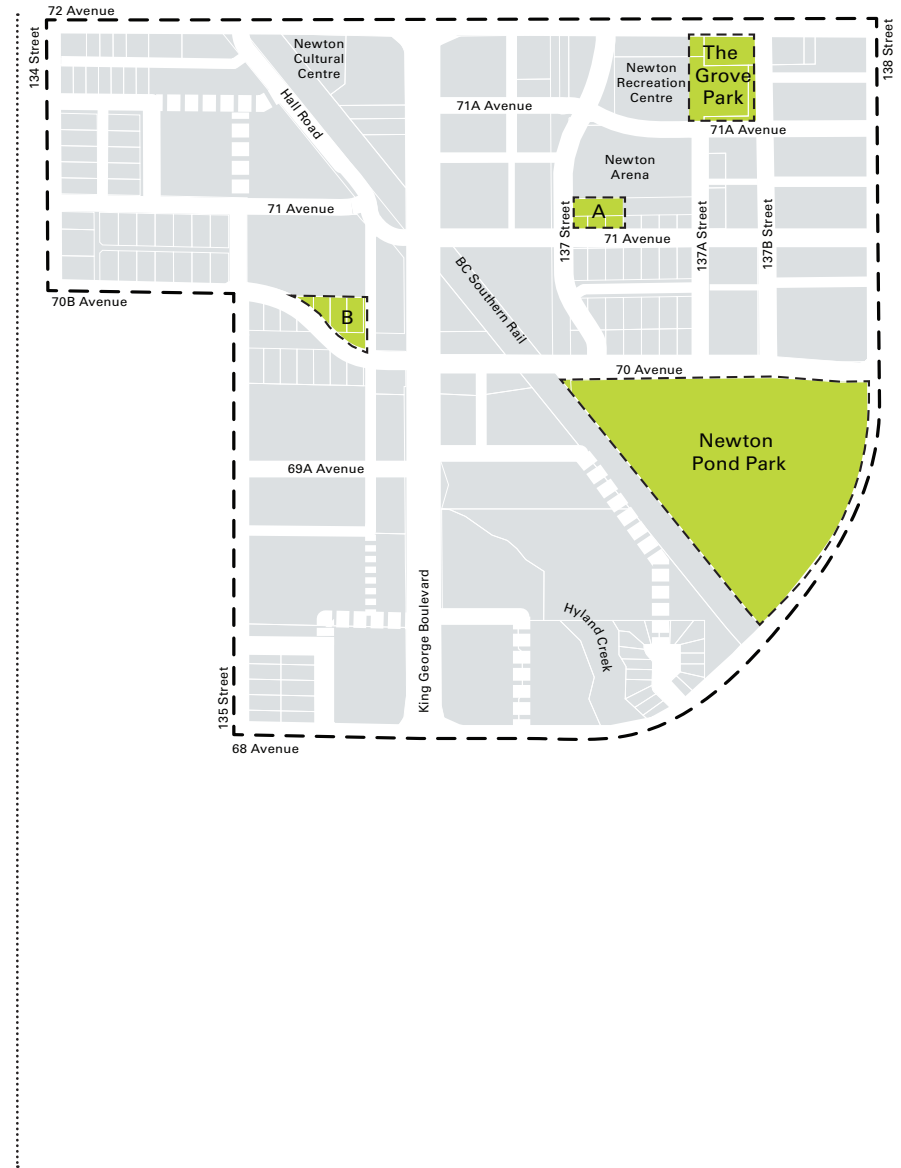 72 Avenue
134 Street
138 Street
Newton
Cultural
Centre
The
Grove
Park
Newton
Recreation
Centre
Hall Road
71A Avenue
71A Avenue
Newton
Arena
71 Avenue
A
137 Street
137A Street
137B Street
71 Avenue
BC Southern Rail
70B Avenue
B
70 Avenue
Newton
Pond Park
69A Avenue
King George Boulevard
Hyland Creek
135 Street
68 Avenue